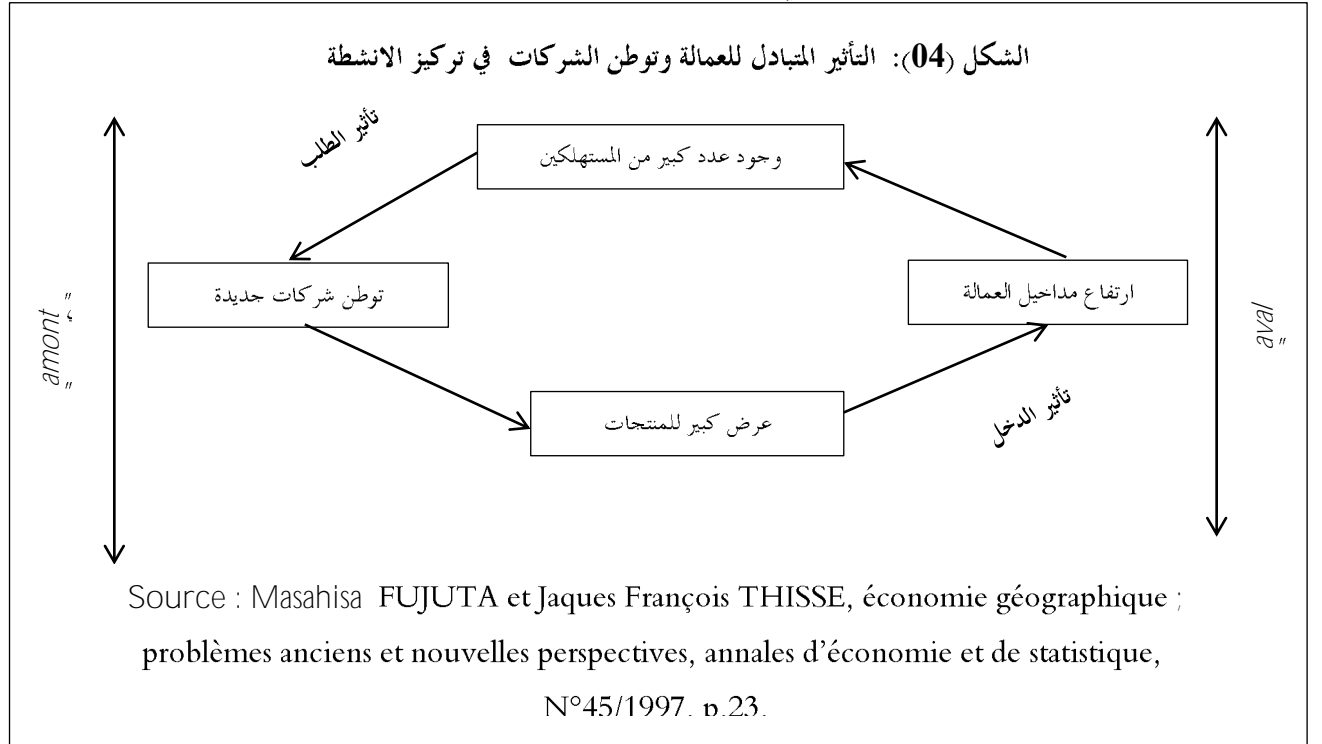 الشكل (04): التأثير المتبادل للعمالة وتوطن الشركات في تركيز الانشطة
تأثير الطلب
وجود عدد كبير من المستهلكين
توطن شركات جديدة
ارتفاع مداخيل العمالة
amont
"
aval
"
عرض كبير للمنتجات
تأثير الدخل
Source : Masahisa FUJUTA et Jaques François THISSE, économie géographique ;
problèmes anciens et nouvelles perspectives, annales d'économie et de statistique,
N°45/1997. p.23.